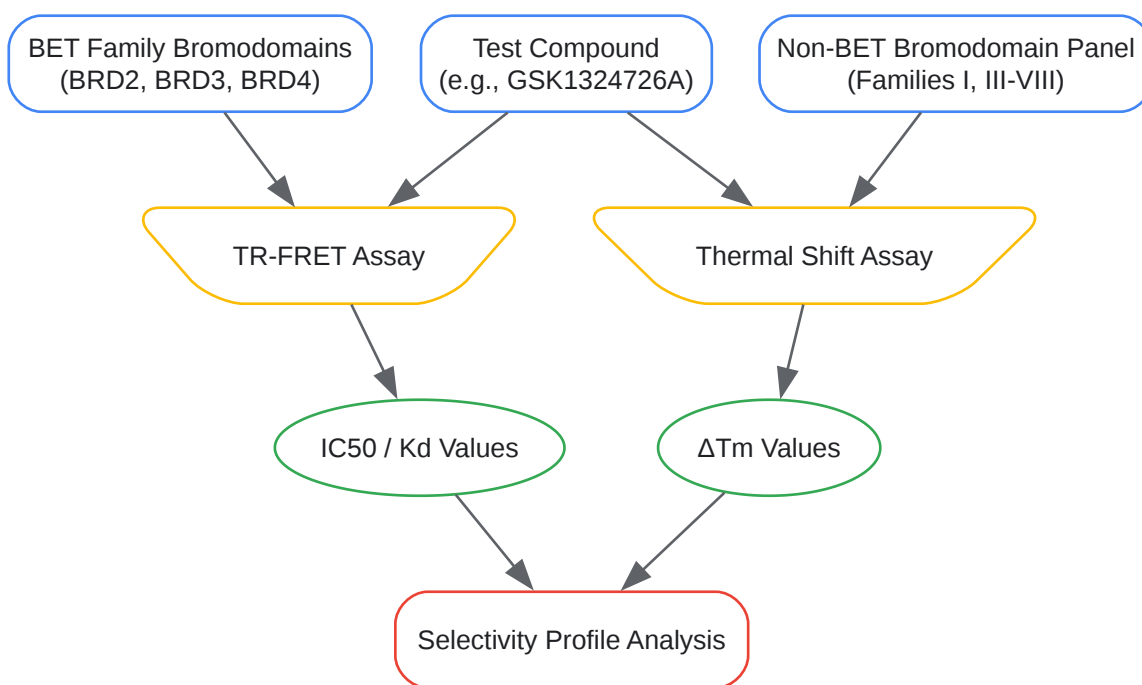 BET Family Bromodomains
(BRD2, BRD3, BRD4)
Test Compound
(e.g., GSK1324726A)
Non-BET Bromodomain Panel
(Families I, III-VIII)
TR-FRET Assay
Thermal Shift Assay
IC50 / Kd Values
ΔTm Values
Selectivity Profile Analysis